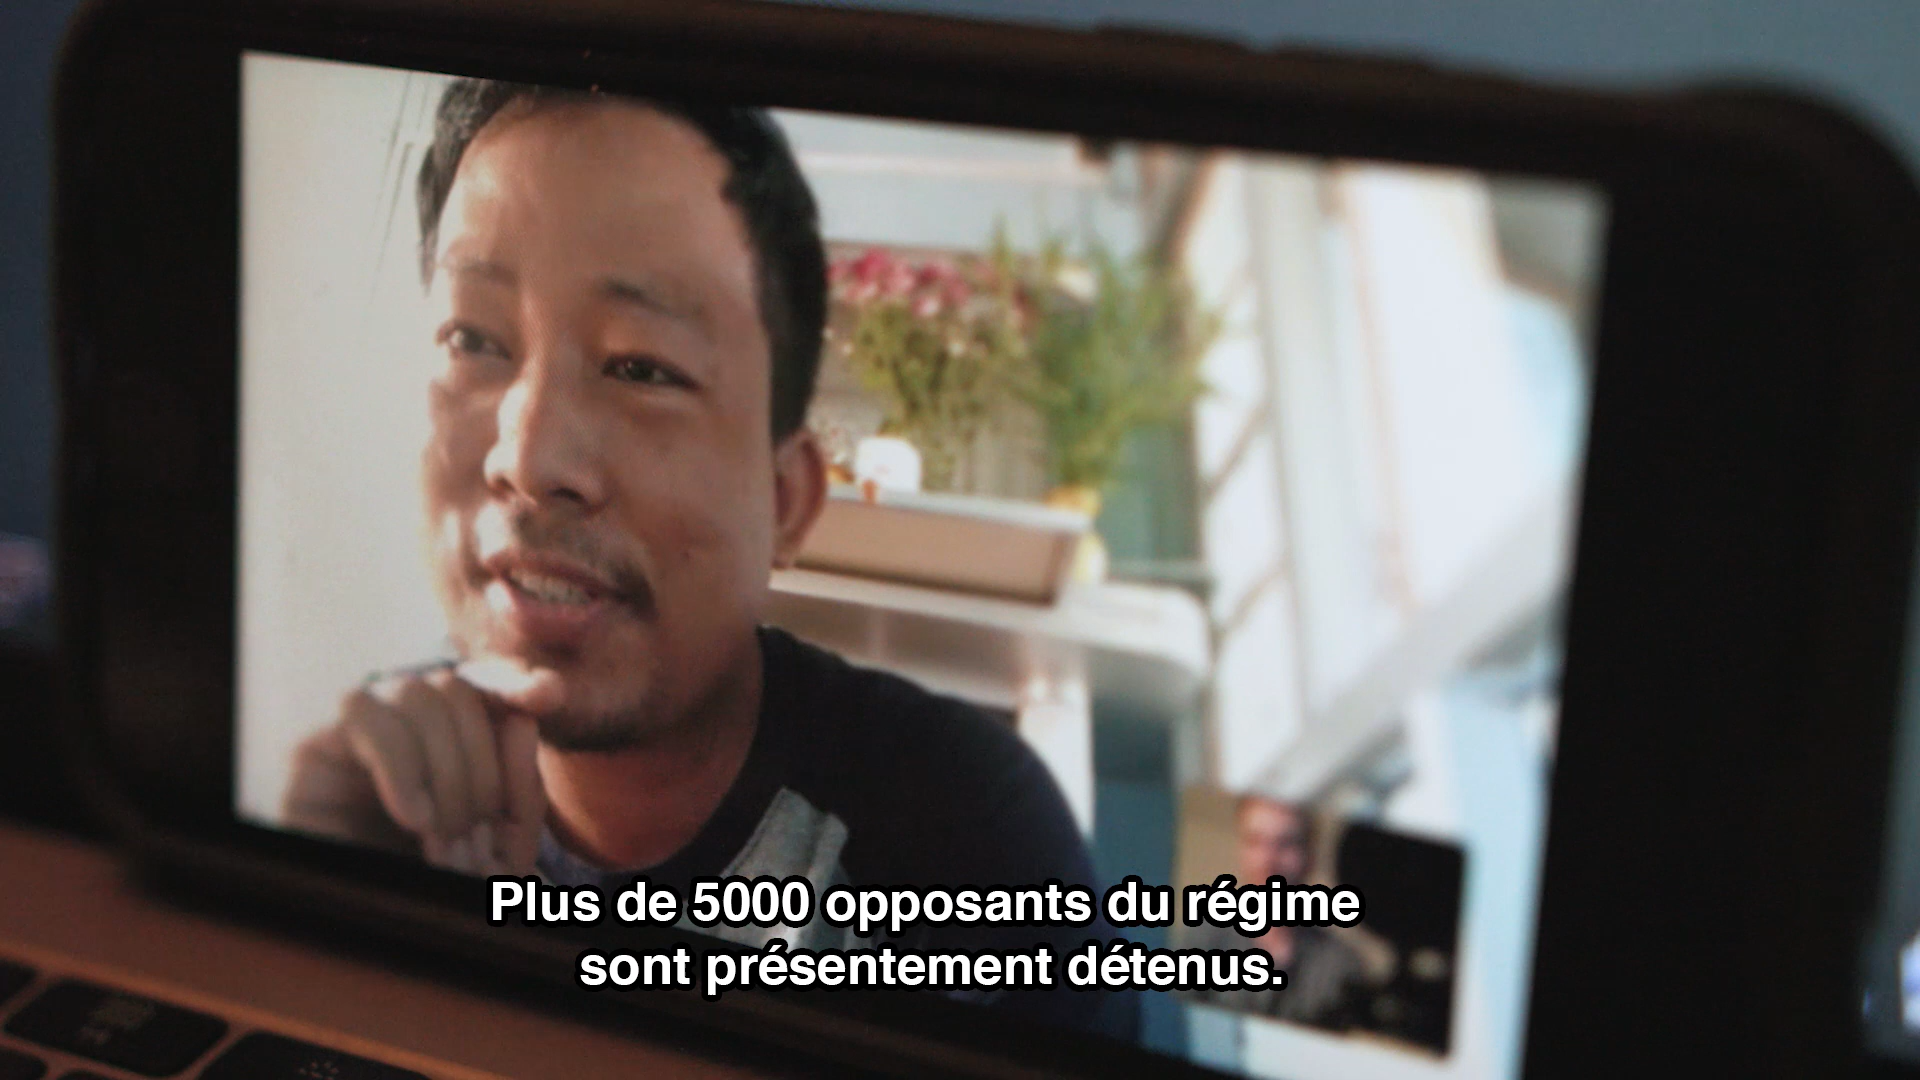 Plus de 5000 opposants du régime
sont présentement détenus.